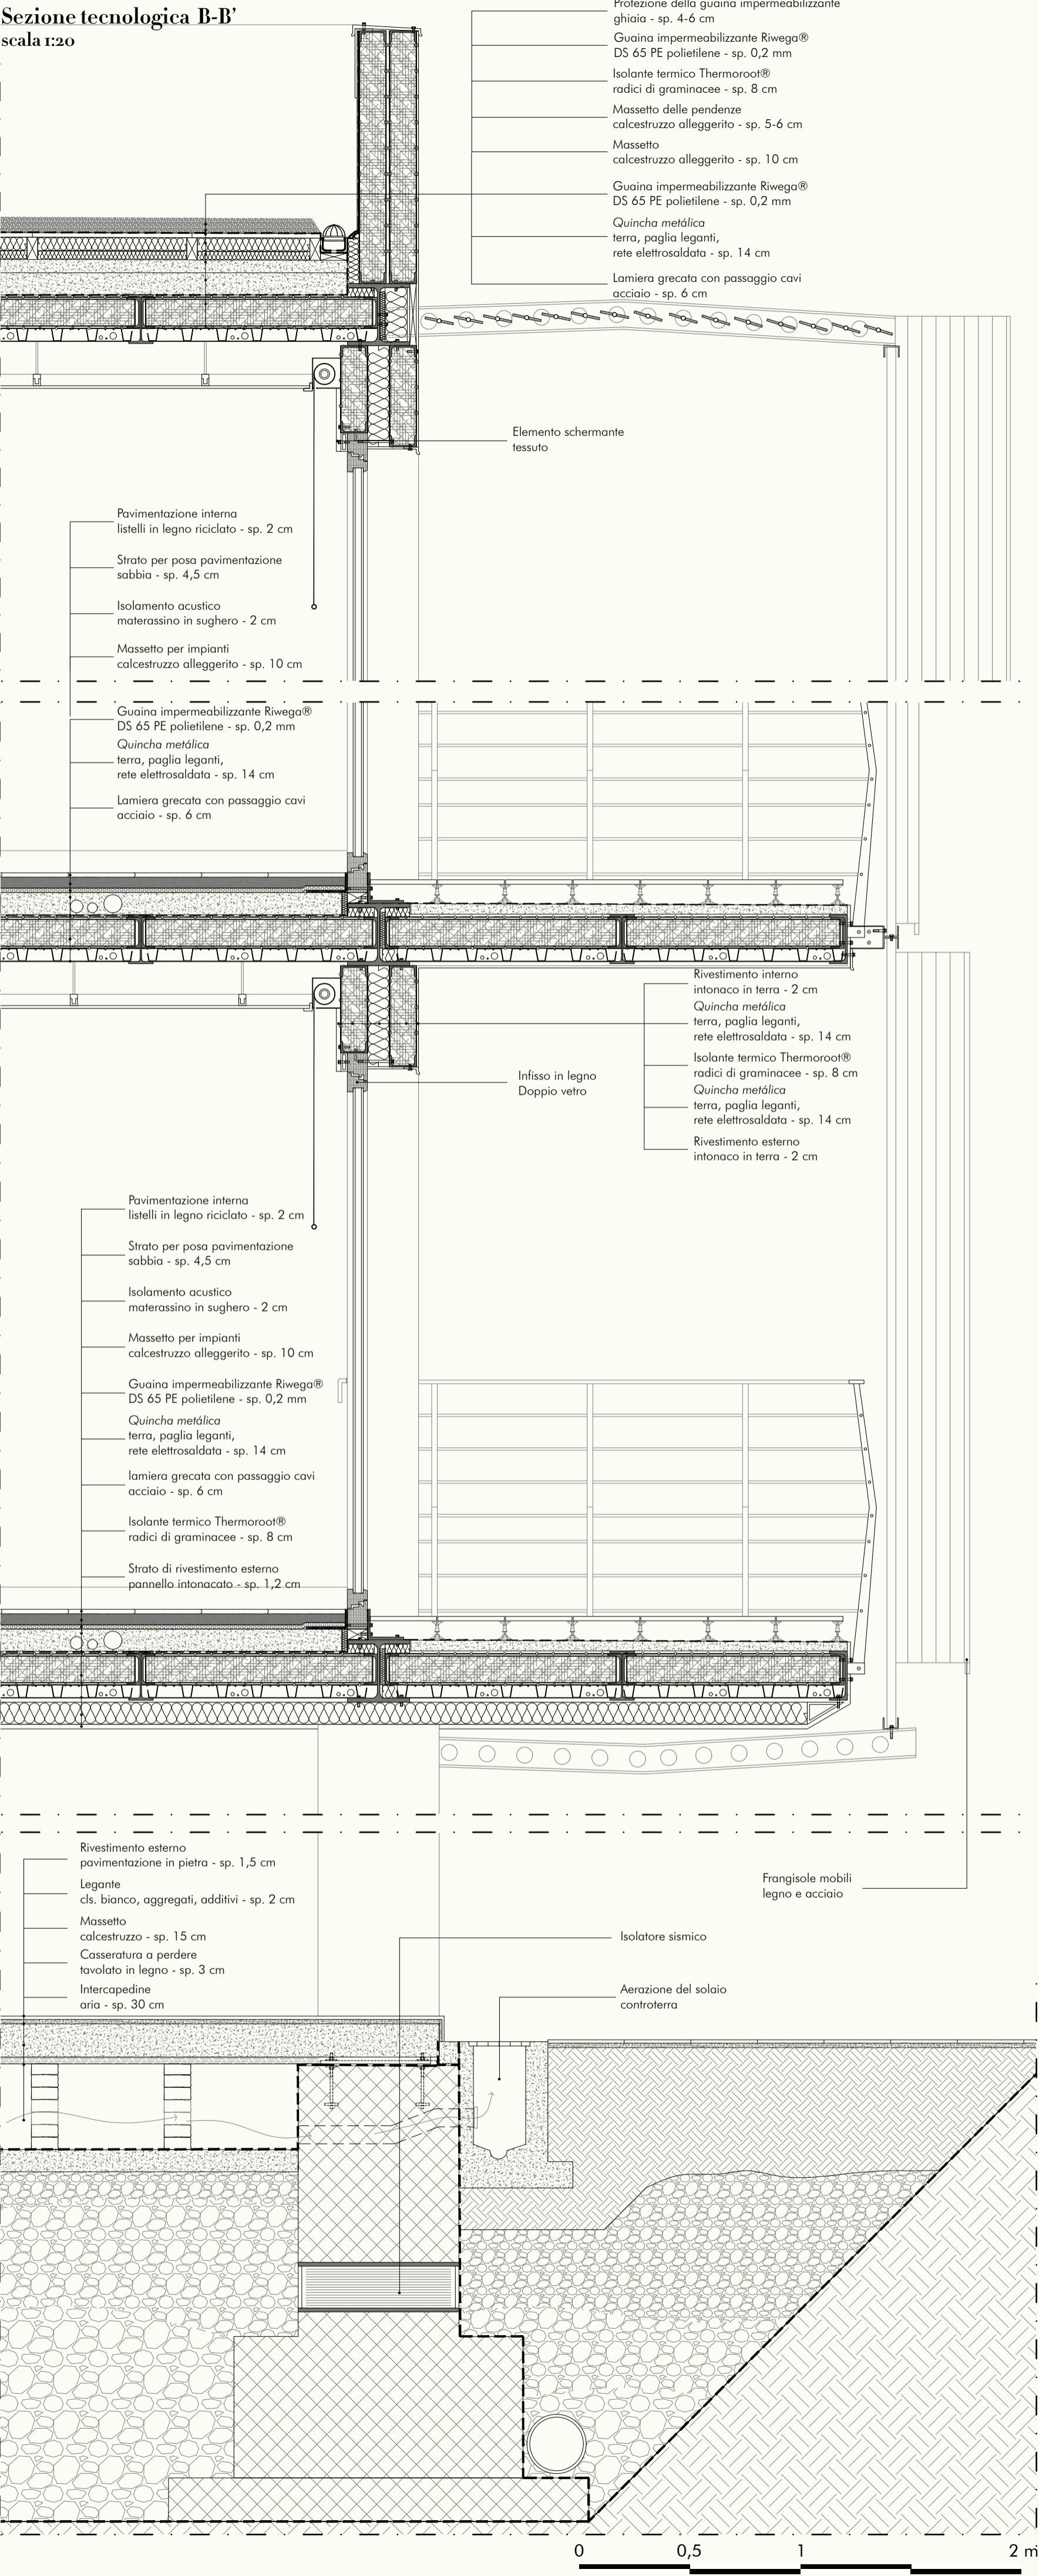 Sezione tecnologica B-B’
scala 1:20
Protezione della guaina impermeabilizzante
ghiaia - sp. 4-6 cm
Guaina impermeabilizzante Riwega®
DS 65 PE polietilene - sp. 0,2 mm
Isolante termico Thermoroot®
radici di graminacee - sp. 8 cm
Massetto delle pendenze
calcestruzzo alleggerito - sp. 5-6 cm
Massetto
calcestruzzo alleggerito - sp. 10 cm
Guaina impermeabilizzante Riwega®
DS 65 PE polietilene - sp. 0,2 mm
Quincha metálica
terra, paglia leganti,
rete elettrosaldata - sp. 14 cm
Lamiera grecata con passaggio cavi
acciaio - sp. 6 cm
Elemento schermante
tessuto
Pavimentazione interna
listelli in legno riciclato - sp. 2 cm
Strato per posa pavimentazione
sabbia - sp. 4,5 cm
Isolamento acustico
materassino in sughero - 2 cm
Massetto per impianti
calcestruzzo alleggerito - sp. 10 cm
Guaina impermeabilizzante Riwega®
DS 65 PE polietilene - sp. 0,2 mm
Quincha metálica
terra, paglia leganti,
rete elettrosaldata - sp. 14 cm
Lamiera grecata con passaggio cavi
acciaio - sp. 6 cm
Rivestimento interno
intonaco in terra - 2 cm
Quincha metálica
terra, paglia leganti,
rete elettrosaldata - sp. 14 cm
Isolante termico Thermoroot®
radici di graminacee - sp. 8 cm
Quincha metálica
terra, paglia leganti,
rete elettrosaldata - sp. 14 cm
Rivestimento esterno
intonaco in terra - 2 cm
Infisso in legno
Doppio vetro
Pavimentazione interna
listelli in legno riciclato - sp. 2 cm
Strato per posa pavimentazione
sabbia - sp. 4,5 cm
Isolamento acustico
materassino in sughero - 2 cm
Massetto per impianti
calcestruzzo alleggerito - sp. 10 cm
Guaina impermeabilizzante Riwega®
DS 65 PE polietilene - sp. 0,2 mm
Quincha metálica
terra, paglia leganti,
rete elettrosaldata - sp. 14 cm
lamiera grecata con passaggio cavi
acciaio - sp. 6 cm
Isolante termico Thermoroot®
radici di graminacee - sp. 8 cm
Strato di rivestimento esterno
pannello intonacato - sp. 1,2 cm
Rivestimento esterno
pavimentazione in pietra - sp. 1,5 cm
Legante
cls. bianco, aggregati, additivi - sp. 2 cm
Massetto
calcestruzzo - sp. 15 cm
Casseratura a perdere
tavolato in legno - sp. 3 cm
Intercapedine
aria - sp. 30 cm
Frangisole mobili
legno e acciaio
Isolatore sismico
Aerazione del solaio
controterra
0 0,5 1 2 m